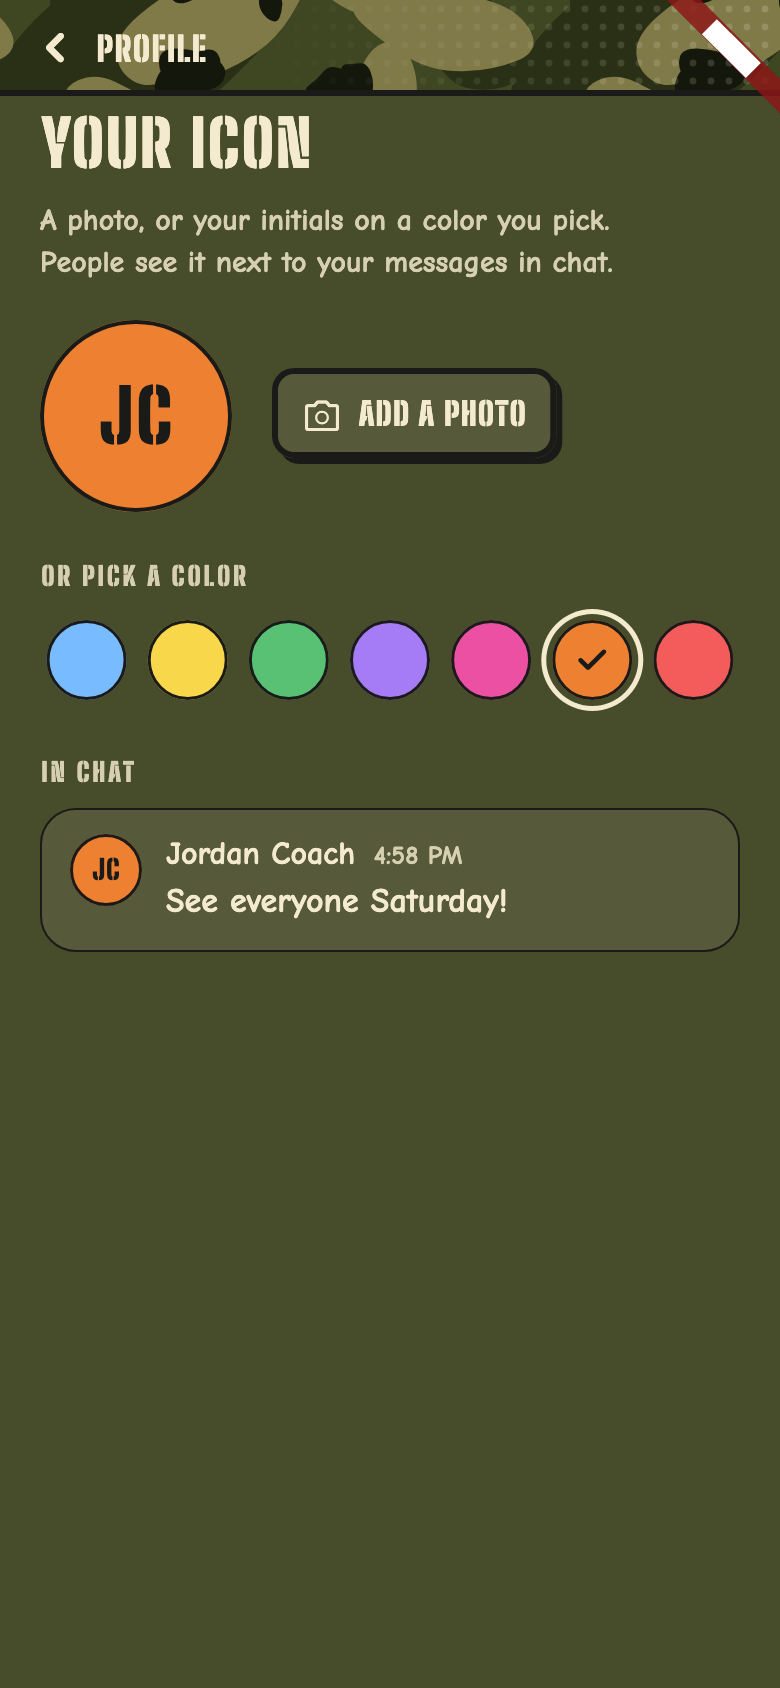 PROFILE
YOUR ICON
A photo, or your initials on a color you pick.
People see it next to your messages in chat.
JC
ADD A PHOTO
OR PICK A COLOR
IN CHAT
JC
Jordan Coach 4:58 PM
See everyone Saturday!